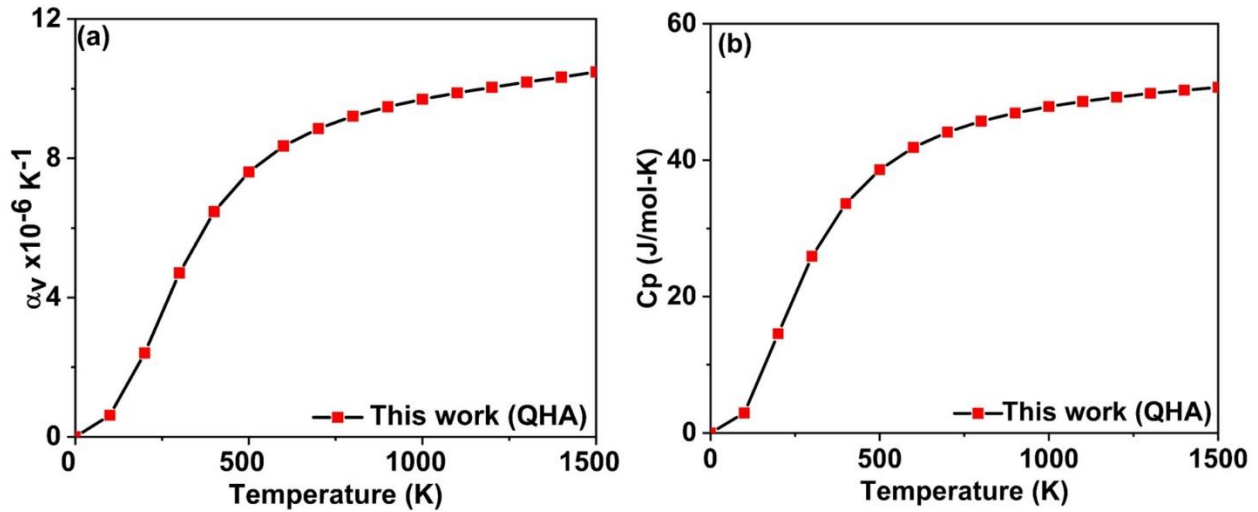 (a)
12
8
4
0
αv x10-6 K-1
0 500 1000 1500
Temperature (K)
This work (QHA)
(b)
60
40
20
0
Cp (J/mol-K)
0 500 1000 1500
Temperature (K)
This work (QHA)